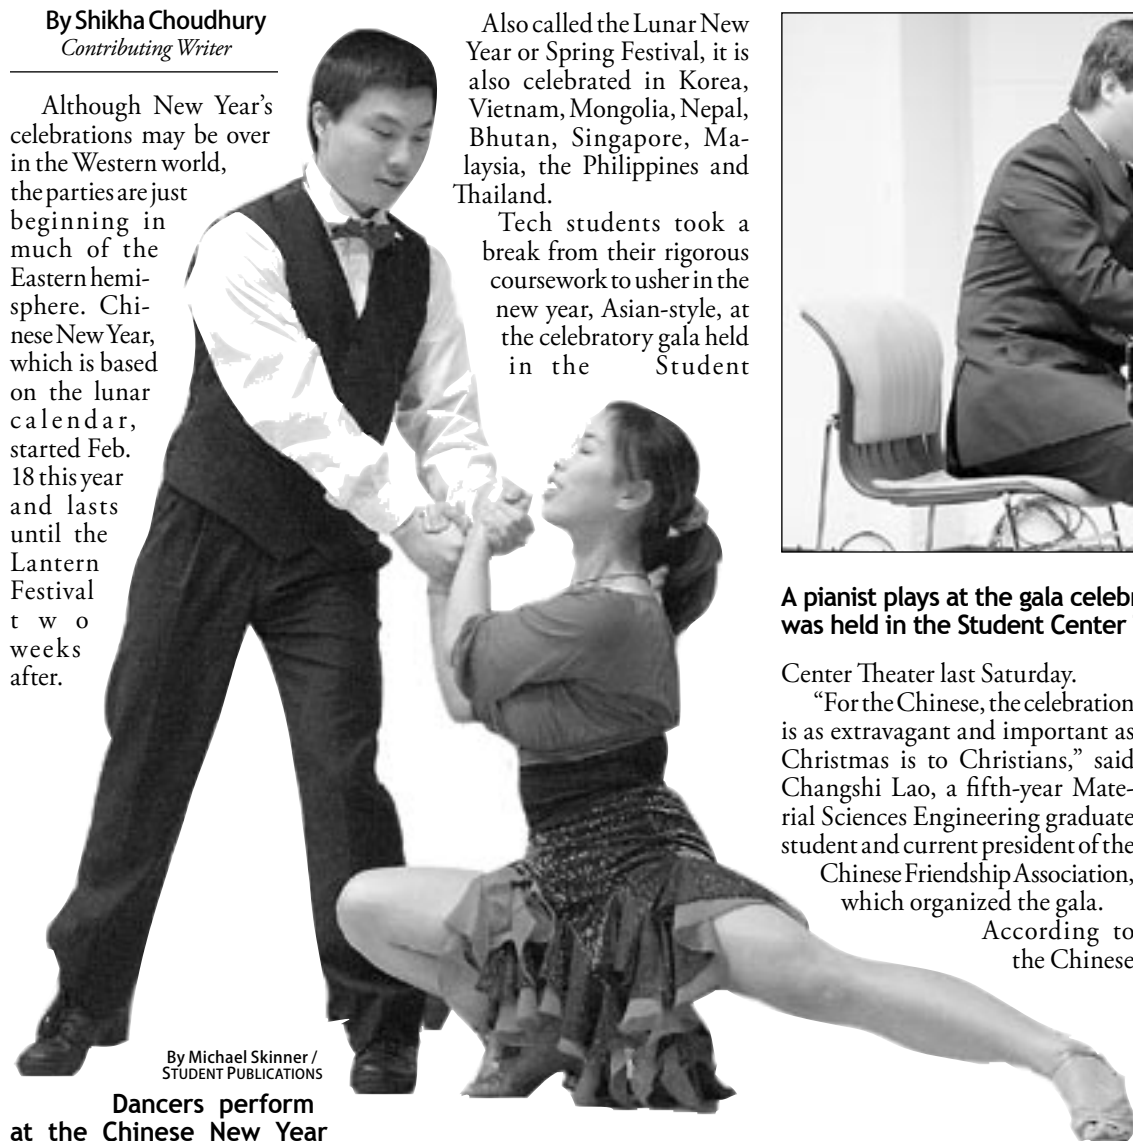 By Shikha Choudhury
Contributing Writer
Although New Year’s
celebrations may be over
in the Western world,
the parties are just
beginning in
much of the
Eastern hemi-
sphere. Chi-
nese New Year,
which is based
on the lunar
calendar,
started Feb.
18 this year
and lasts
until the
Lantern
Festival
two
weeks
after.
By Michael Skinner /
STUDENT PUBLICATIONS
Dancers perform
at the Chinese New Year
Also called the Lunar New
Year or Spring Festival, it is
also celebrated in Korea,
Vietnam, Mongolia, Nepal,
Bhutan, Singapore, Ma-
laysia, the Philippines and
Thailand.
Tech students took a
break from their rigorous
coursework to usher in the
new year, Asian-style, at
the celebratory gala held
in the Student
A pianist plays at the gala celebr
was held in the Student Center
Center Theater last Saturday.
“For the Chinese, the celebration
is as extravagant and important as
Christmas is to Christians,” said
Changshi Lao, a fifth-year Mate-
rial Sciences Engineering graduate
student and current president of the
Chinese Friendship Association,
which organized the gala.
According to
the Chinese